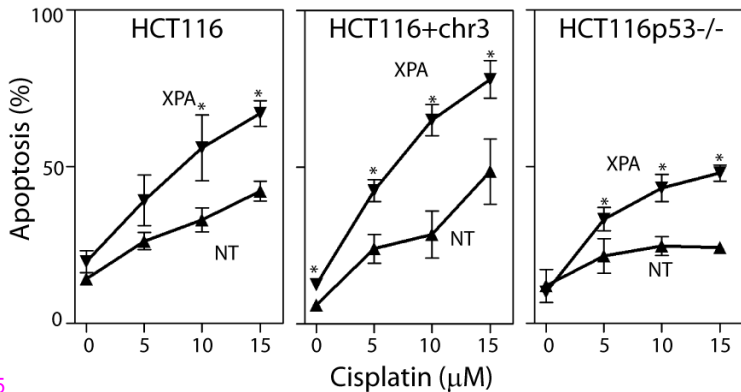 HCT116
HCT116+chr3
HCT116p53-/-
Apoptosis (%)
100
50
0
XPA
*
*
NT
XPA
*
*
*
*
NT
XPA
*
*
*
NT
0 5 10 15
0 5 10 15
0 5 10 15
Cisplatin (μM)
5